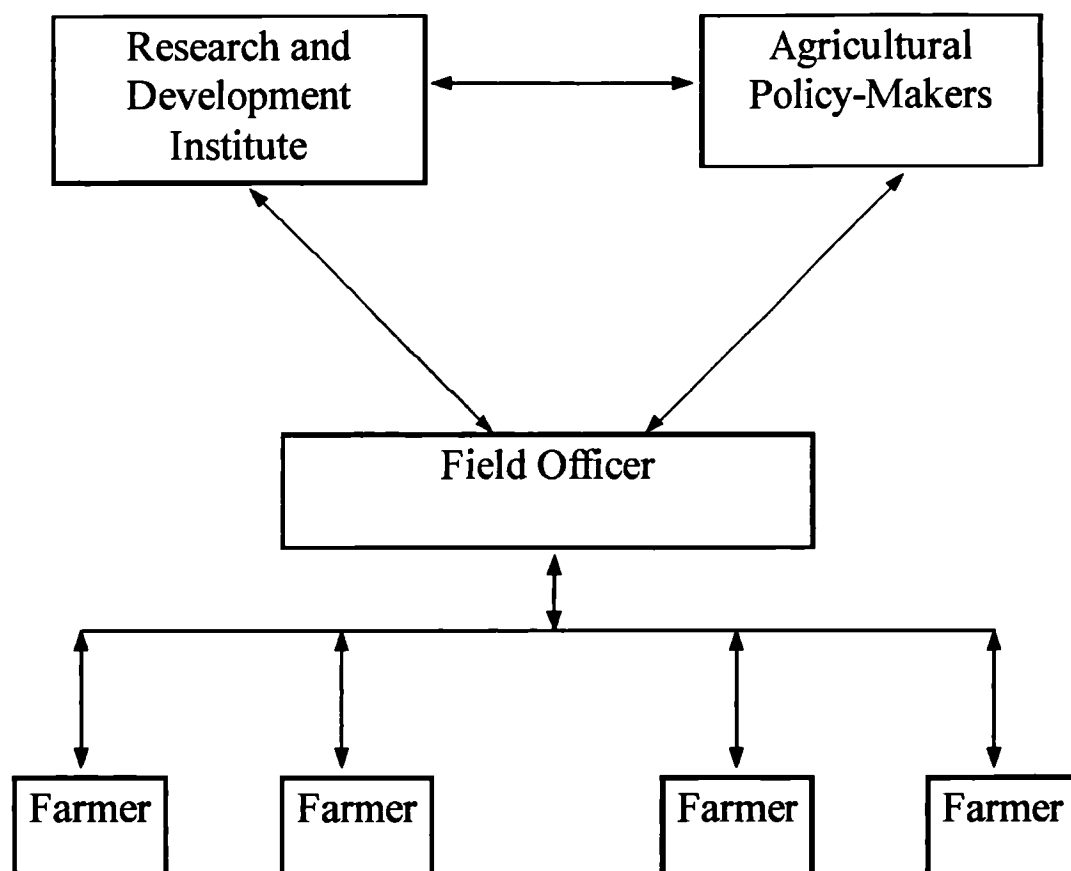 Research and
Development
Institute
Agricultural
Policy-Makers
Field Officer
Farmer
Farmer
Farmer
Farmer